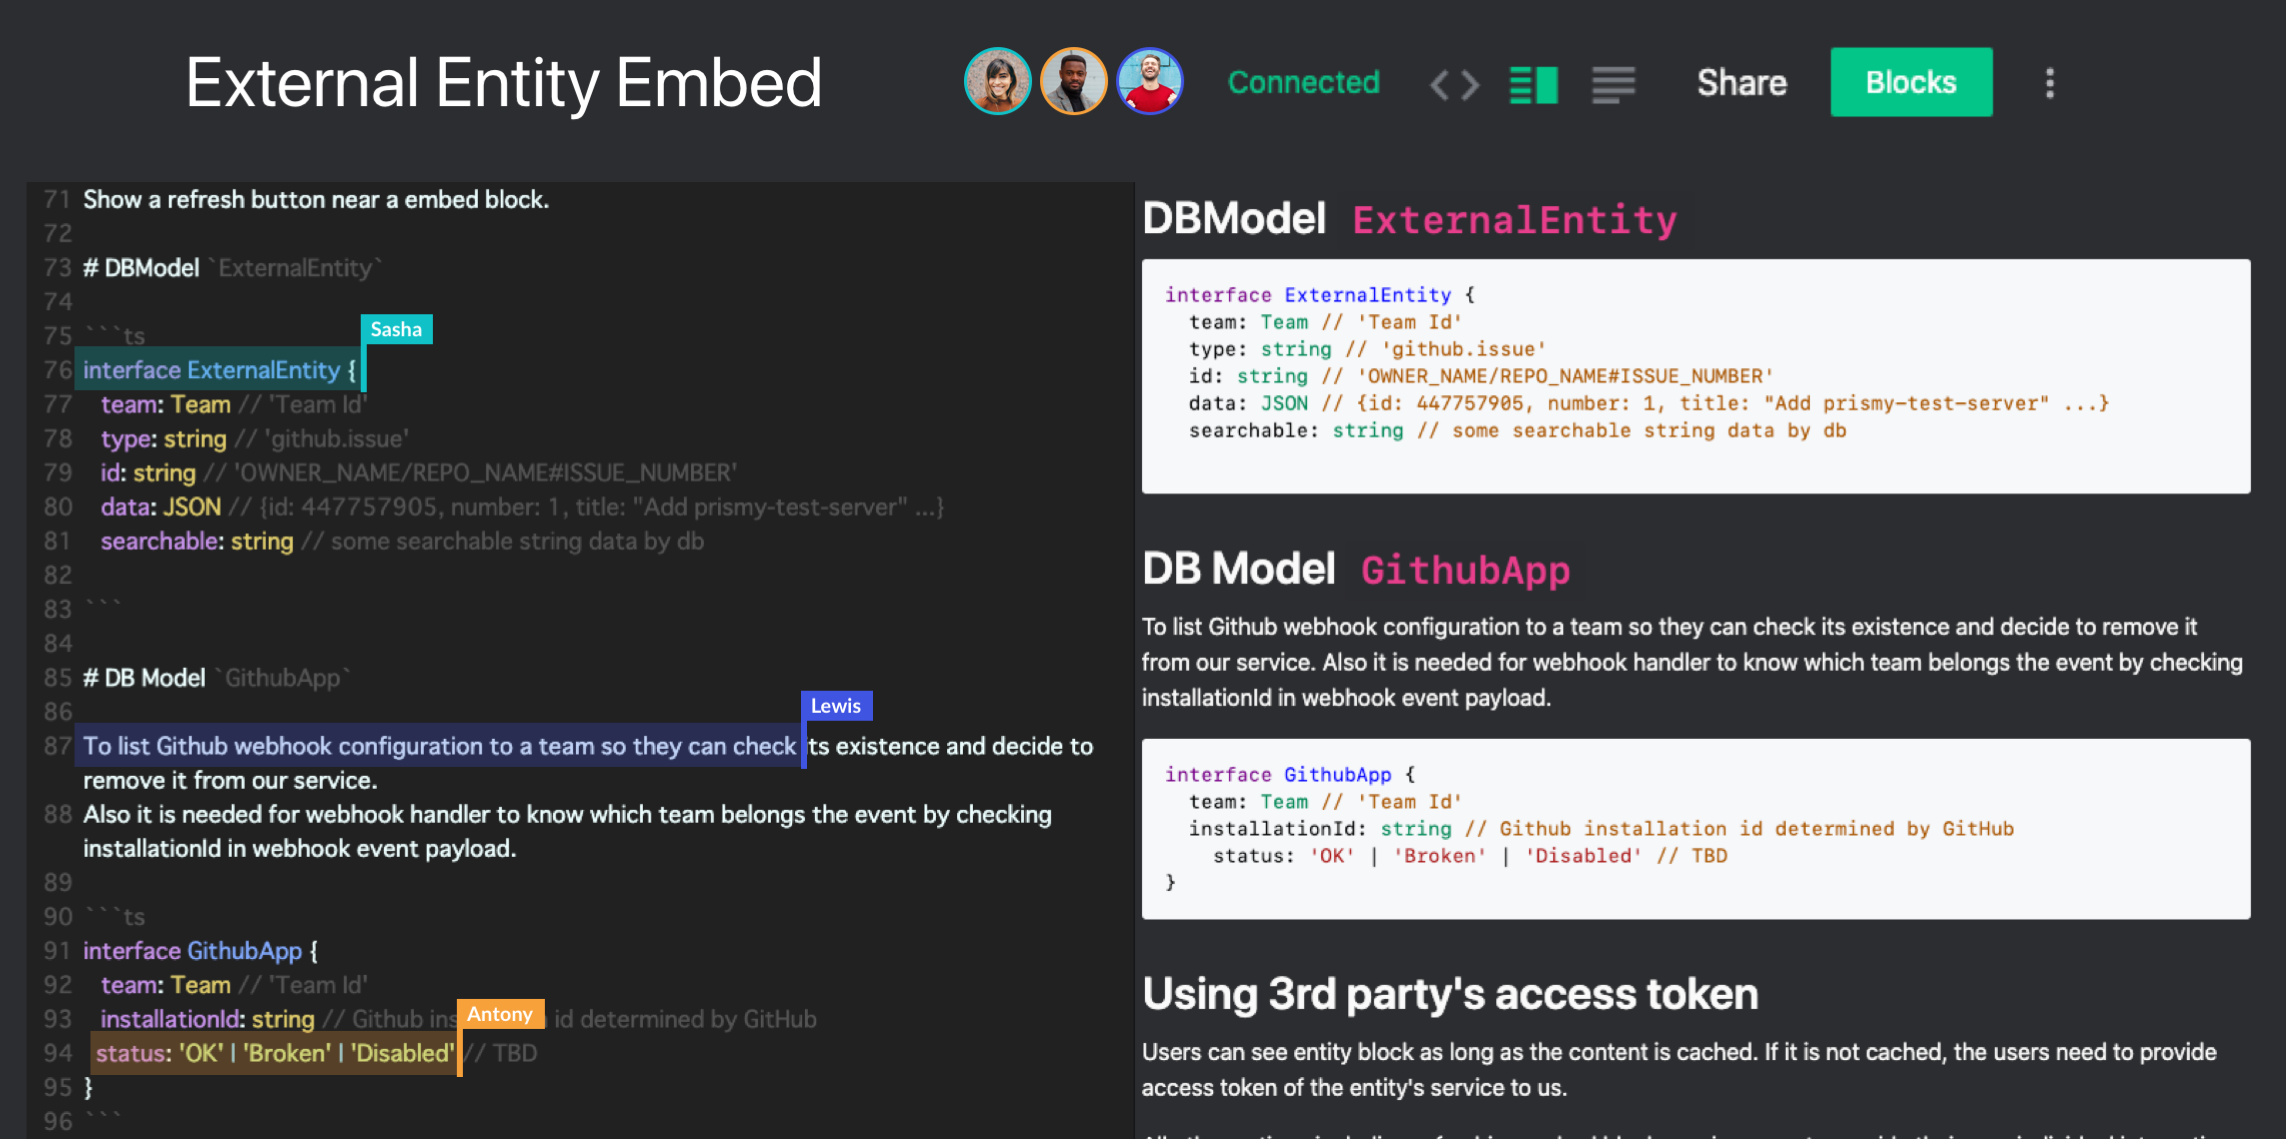 External Entity Embed
Connected
Share
Blocks
71 Show a refresh button near a embed block.
72
73 # DBModel `ExternalEntity`
74
75 ```ts
Sasha
76 interface ExternalEntity {
77 team: Team // 'Team Id'
78 type: string // 'github.issue'
79 id: string // 'OWNER_NAME/REPO_NAME#ISSUE_NUMBER'
80 data: JSON // {id: 447757905, number: 1, title: "Add prismy-test-server" ...}
81 searchable: string // some searchable string data by db
82
83 ```
84
85 # DB Model `GithubApp`
86
Lewis
87 To list Github webhook configuration to a team so they can check its existence and decide to
remove it from our service.
88 Also it is needed for webhook handler to know which team belongs the event by checking
installationId in webhook event payload.
89
90 ```ts
91 interface GithubApp {
92 team: Team // 'Team Id'
93 installationId: string // Github ins id determined by GitHub
Antony
94 status: 'OK' | 'Broken' | 'Disabled' // TBD
95 }
96 ```
DBModel ExternalEntity
interface ExternalEntity {
team: Team // 'Team Id'
type: string // 'github.issue'
id: string // 'OWNER_NAME/REPO_NAME#ISSUE_NUMBER'
data: JSON // {id: 447757905, number: 1, title: "Add prismy-test-server" ...}
searchable: string // some searchable string data by db
DB Model GithubApp
To list Github webhook configuration to a team so they can check its existence and decide to remove it
from our service. Also it is needed for webhook handler to know which team belongs the event by checking
installationId in webhook event payload.
interface GithubApp {
team: Team // 'Team Id'
installationId: string // Github installation id determined by GitHub
status: 'OK' | 'Broken' | 'Disabled' // TBD
}
Using 3rd party's access token
Users can see entity block as long as the content is cached. If it is not cached, the users need to provide
access token of the entity's service to us.